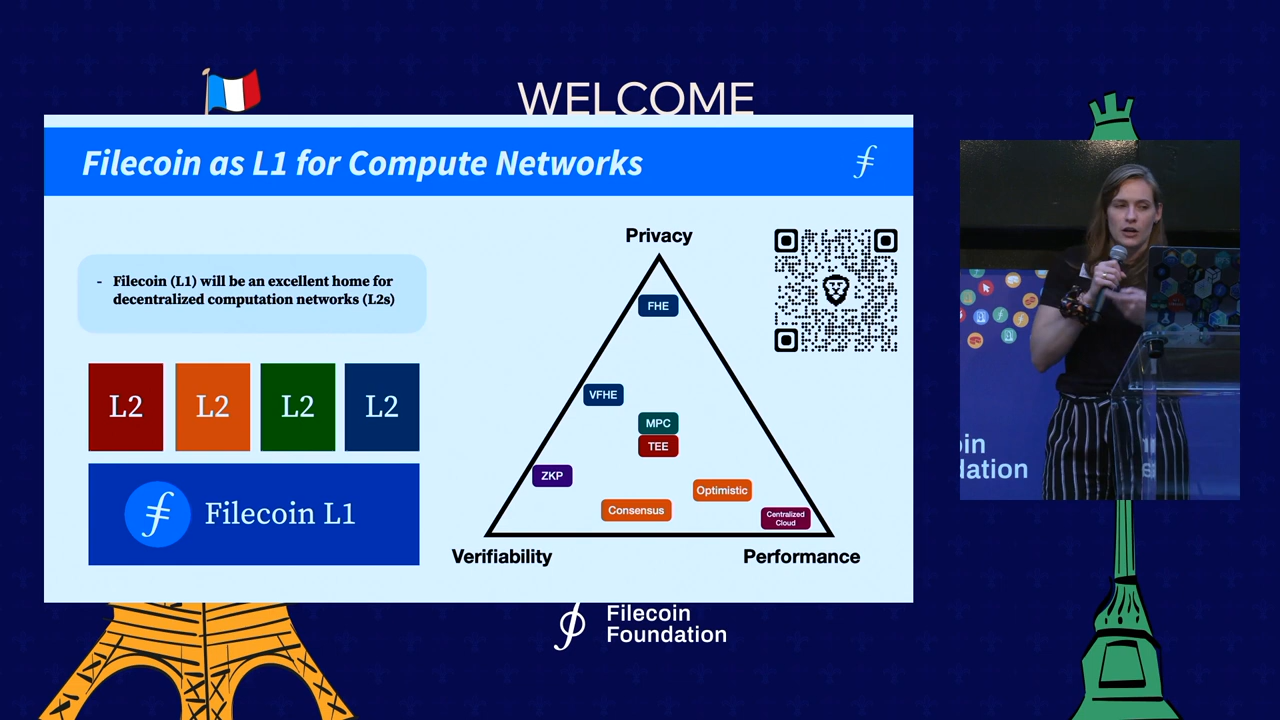 WELCOME
Filecoin as L1 for Compute Networks
- Filecoin (L1) will be an excellent home for
decentralized computation networks (L2s)
L2 L2 L2 L2
Filecoin L1
Privacy
FHE
VFHE
MPC
TEE
ZKP
Optimistic
Consensus
Centralized
Cloud
Verifiability
Performance
Filecoin
Foundation